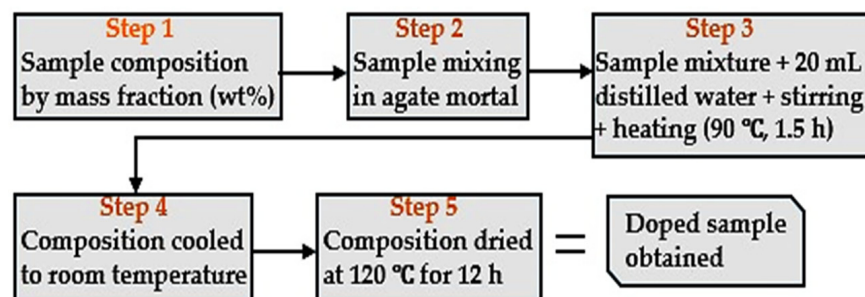 Step 1
Sample composition
by mass fraction (wt%)
Step 2
Sample mixing
in agate mortal
Step 3
Sample mixture + 20 mL
distilled water + stirring
+ heating (90 °C, 1.5 h)
Step 4
Composition cooled
to room temperature
Step 5
Composition dried
at 120 °C for 12 h
=
Doped sample
obtained